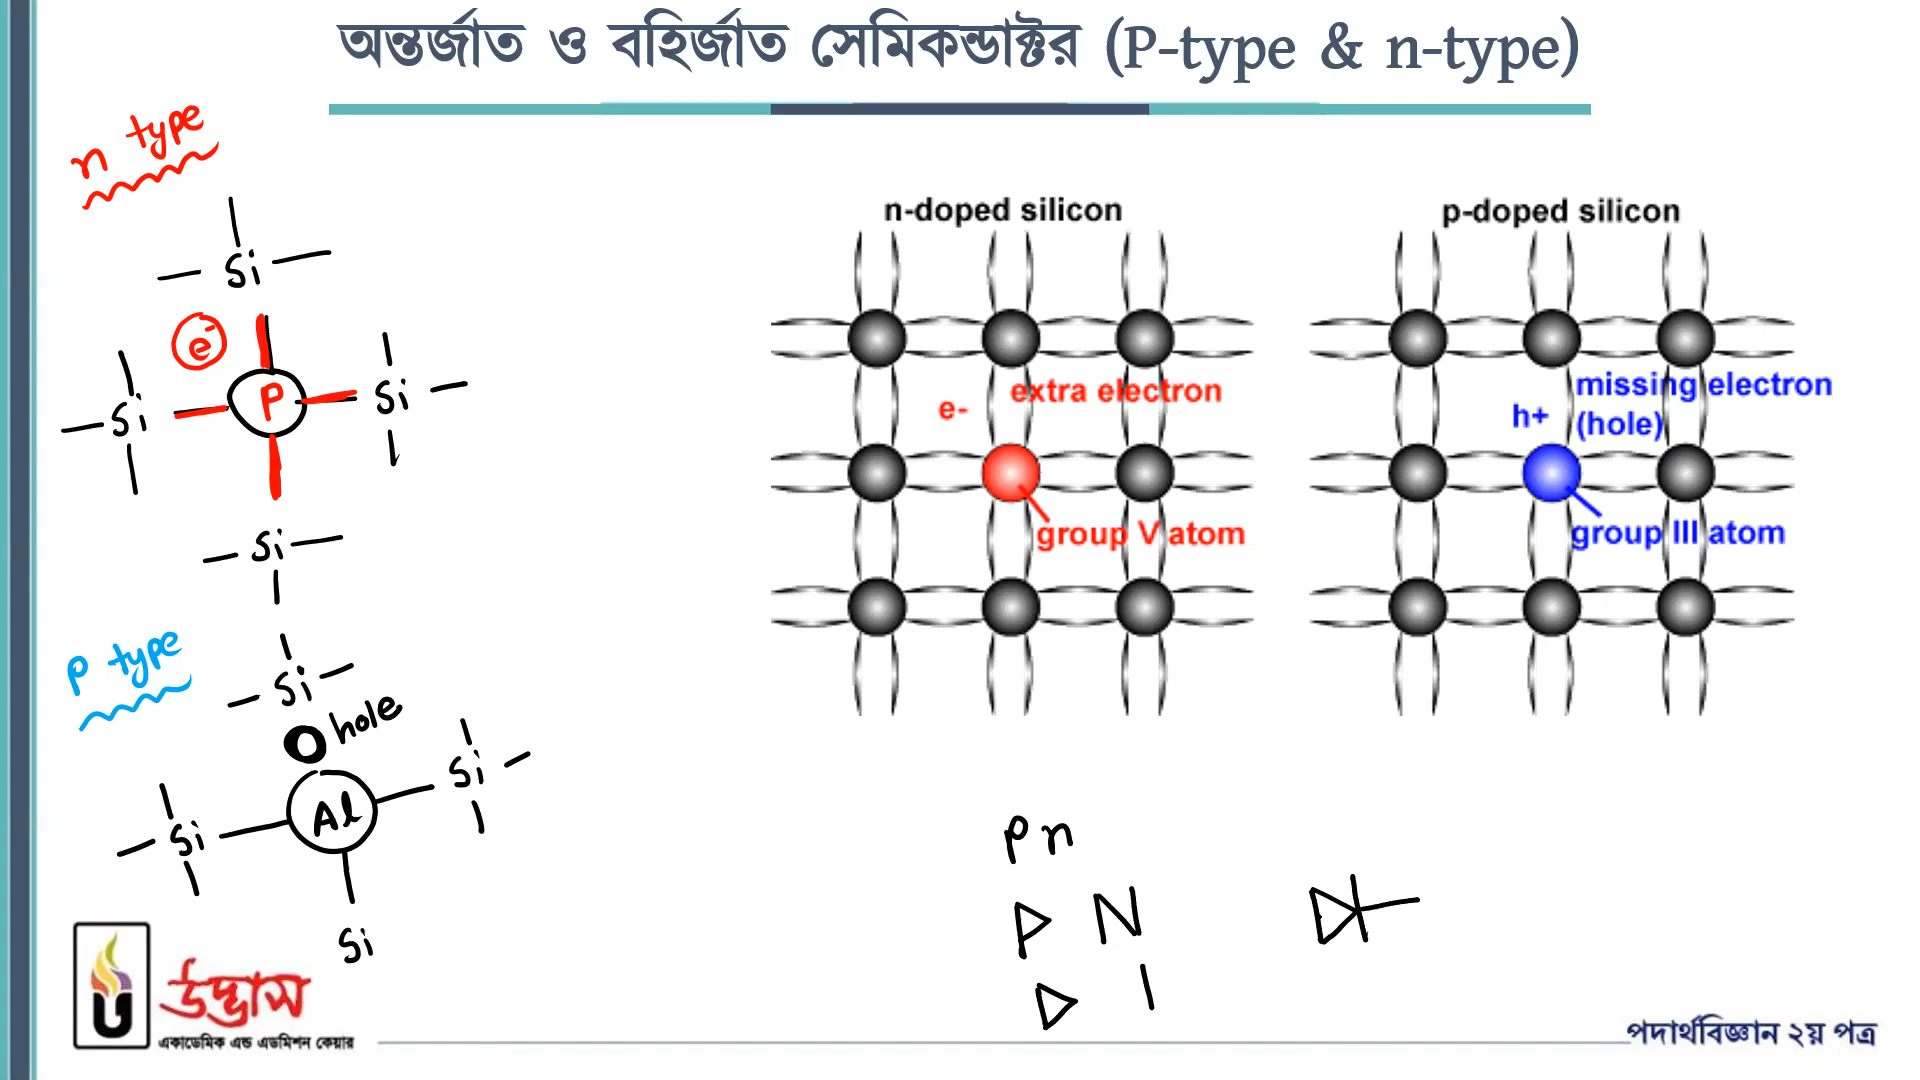 অন্তর্জাত ও বহির্জাত সেমিকন্ডাক্টর (P-type & n-type)
n type
Si
e-
Si P Si
Si
p type
Si
hole
Si Al Si
Si
n-doped silicon
extra electron
e-
group V atom
p-doped silicon
missing electron
h+ (hole)
group III atom
p n
P N
উদ্ভাস
একাডেমিক এন্ড এডমিশন কেয়ার
পদার্থবিজ্ঞান ২য় পত্র